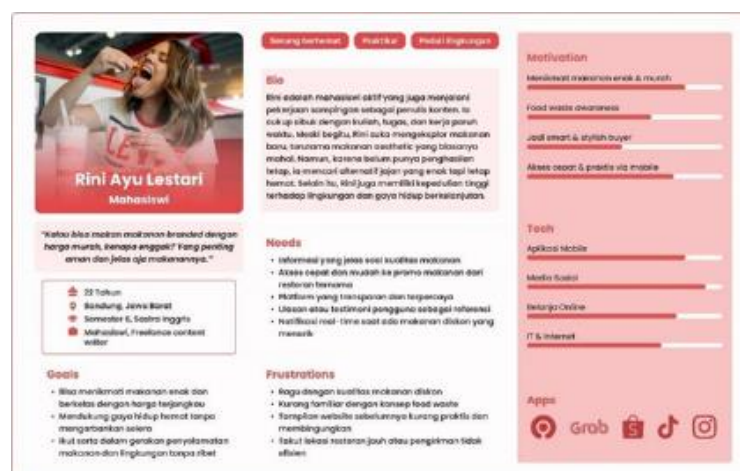 Rini Ayu Lestari
Mahasiswi
"Kalau bisa makan makanan branded dengan
harga murah, kenapa enggak? Yang penting
aman dan jelas aja makanannya."
22 Tahun
Bandung, Jawa Barat
Semester 6, Sastra Inggris
Mahasiswi, Freelance content
writer
Goals
Bisa menikmati makanan enak dan
berkelas dengan harga terjangkau
Mendukung gaya hidup hemat tanpa
mengorbankan selera
Ikut serta dalam gerakan penyelamatan
makanan dan lingkungan tanpa ribet
Senang berhemat
Praktikal
Peduli lingkungan
Bio
Rini adalah mahasiswi aktif yang juga menjalani
pekerjaan sampingan sebagai penulis konten. Ia
cukup sibuk dengan kuliah, tugas, dan kerja paruh
waktu. Meski begitu, Rini suka mengeksplor makanan
baru, terutama makanan aesthetic yang biasanya
mahal. Namun, karena belum punya penghasilan
tetap, ia mencari alternatif jajan yang enak tapi tetap
hemat. Selain itu, Rini juga memiliki kepedulian tinggi
terhadap lingkungan dan gaya hidup berkelanjutan.
Needs
Informasi yang jelas soal kualitas makanan
Akses cepat dan mudah ke promo makanan dari
restoran ternama
Platform yang transparan dan terpercaya
Ulasan atau testimoni pengguna sebagai referensi
Notifikasi real-time saat ada makanan diskon yang
menarik
Frustrations
Ragu dengan kualitas makanan diskon
Kurang familiar dengan konsep food waste
Tampilan website sebelumnya kurang praktis dan
membingungkan
Takut lokasi restoran jauh atau pengiriman tidak
efisien
Motivation
Menikmati makanan enak & murah
Food waste awareness
Jadi smart & stylish buyer
Akses cepat & praktis via mobile
Tech
Aplikasi Mobile
Media Sosial
Belanja Online
IT & Internet
Apps
Grab